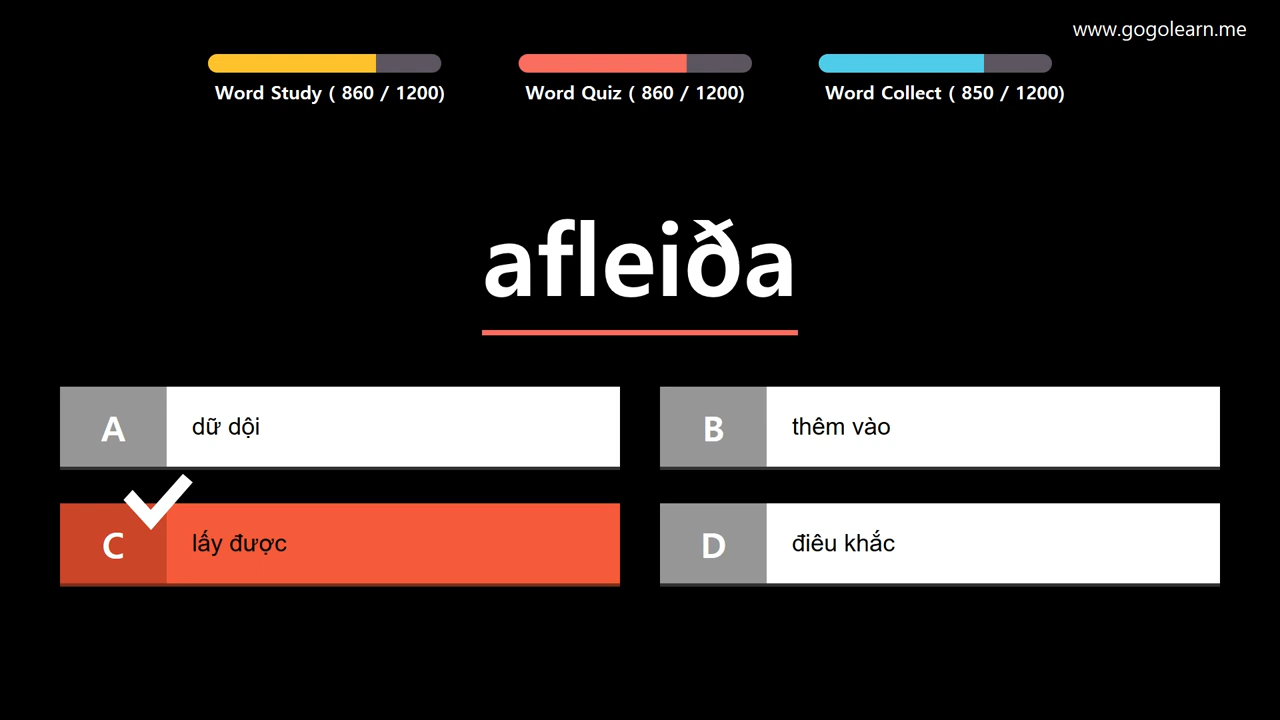 www.gogolearn.me
Word Study ( 860 / 1200)
Word Quiz ( 860 / 1200)
Word Collect ( 850 / 1200)
afleiða
A dữ dội
B thêm vào
C lấy được
D điêu khắc